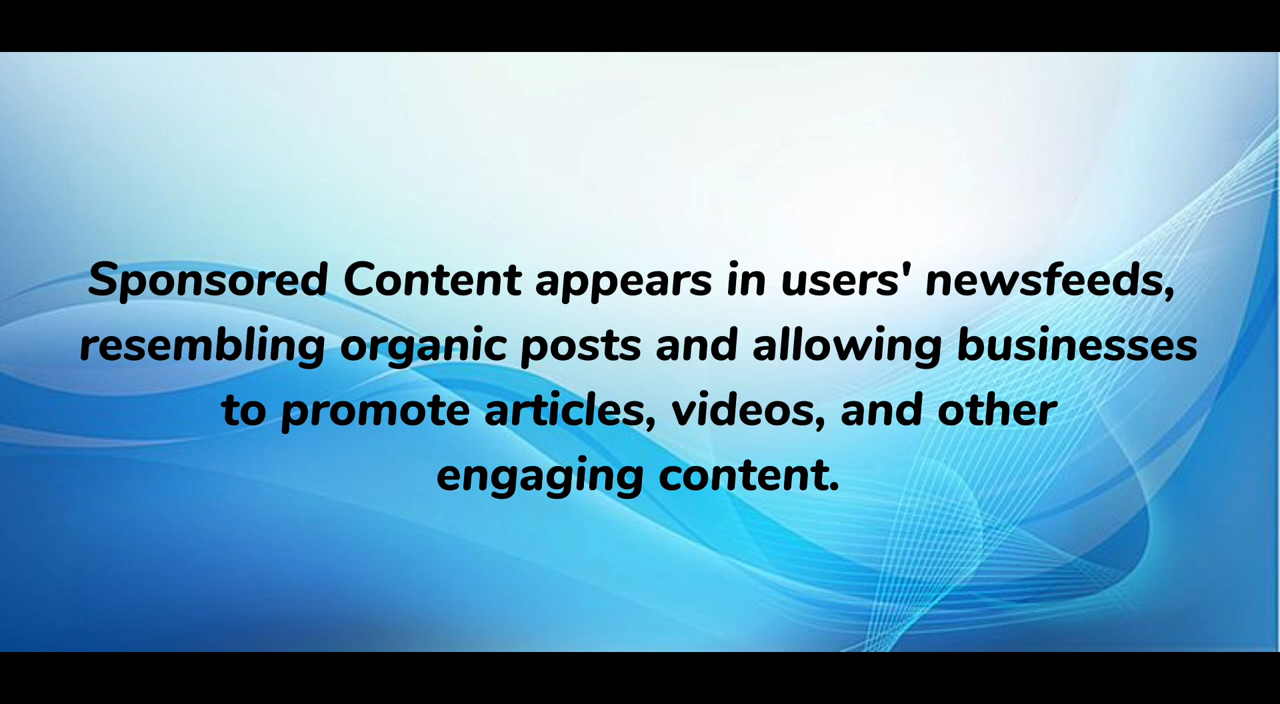 Sponsored Content appears in users' newsfeeds,
resembling organic posts and allowing businesses
to promote articles, videos, and other
engaging content.